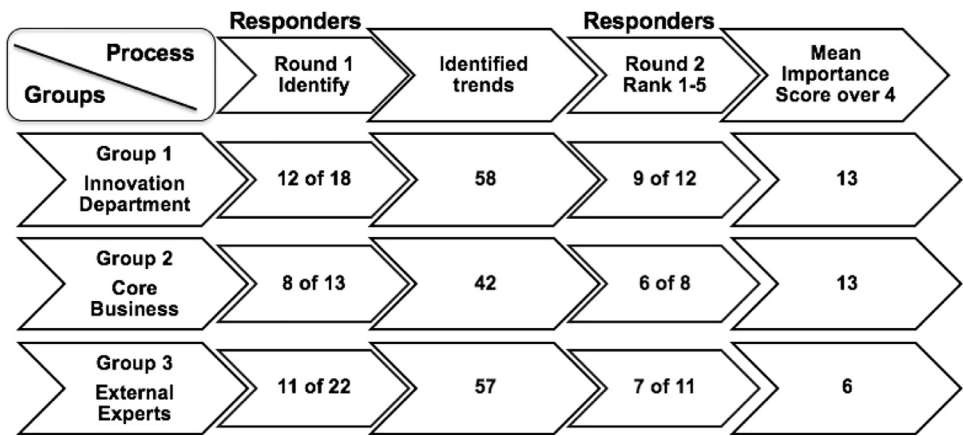 Responders
Responders
Process
Groups
Round 1
Identify
Identified
trends
Round 2
Rank 1-5
Mean
Importance
Score over 4
Group 1
Innovation
Department
12 of 18
58
9 of 12
13
Group 2
Core
Business
8 of 13
42
6 of 8
13
Group 3
External
Experts
11 of 22
57
7 of 11
6